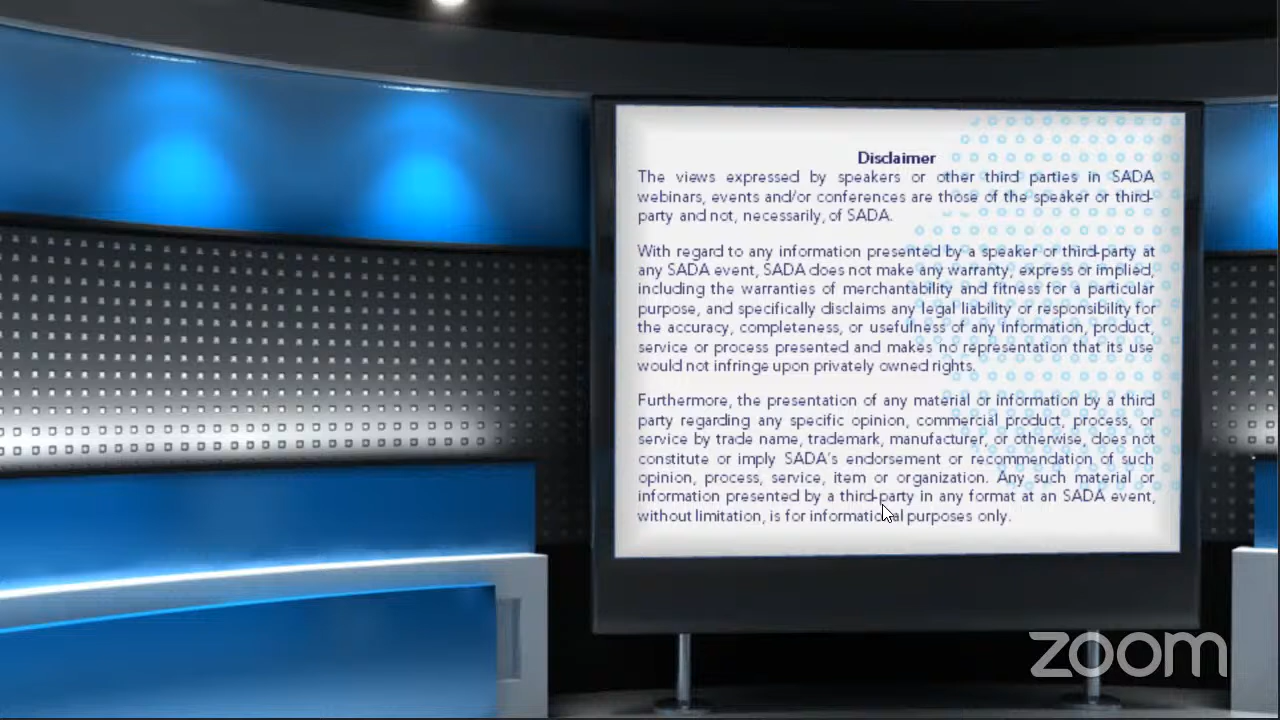 Disclaimer
The views expressed by speakers or other third parties in SADA
webinars, events and/or conferences are those of the speaker or third-
party and not, necessarily, of SADA.
With regard to any information presented by a speaker or third-party at
any SADA event, SADA does not make any warranty, express or implied,
including the warranties of merchantability and fitness for a particular
purpose, and specifically disclaims any legal liability or responsibility for
the accuracy, completeness, or usefulness of any information, product,
service or process presented and makes no representation that its use
would not infringe upon privately owned rights.
Furthermore, the presentation of any material or information by a third
party regarding any specific opinion, commercial product, process, or
service by trade name, trademark, manufacturer, or otherwise, does not
constitute or imply SADA's endorsement or recommendation of such
opinion, process, service, item or organization. Any such material or
information presented by a third-party in any format at an SADA event,
without limitation, is for informational purposes only.
zoom